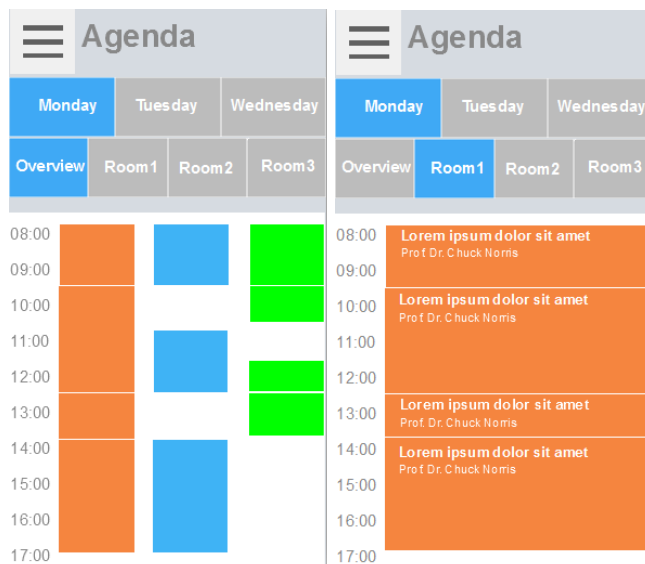 Agenda
Monday Tuesday Wednesday
Overview Room1 Room2 Room3
08:00
09:00
10:00
11:00
12:00
13:00
14:00
15:00
16:00
17:00
Agenda
Monday Tuesday Wednesday
Overview Room1 Room2 Room3
08:00 Lorem ipsum dolor sit amet
Prof. Dr. Chuck Norris
09:00
10:00 Lorem ipsum dolor sit amet
Prof. Dr. Chuck Norris
11:00
12:00
13:00 Lorem ipsum dolor sit amet
Prof. Dr. Chuck Norris
14:00 Lorem ipsum dolor sit amet
Prof. Dr. Chuck Norris
15:00
16:00
17:00